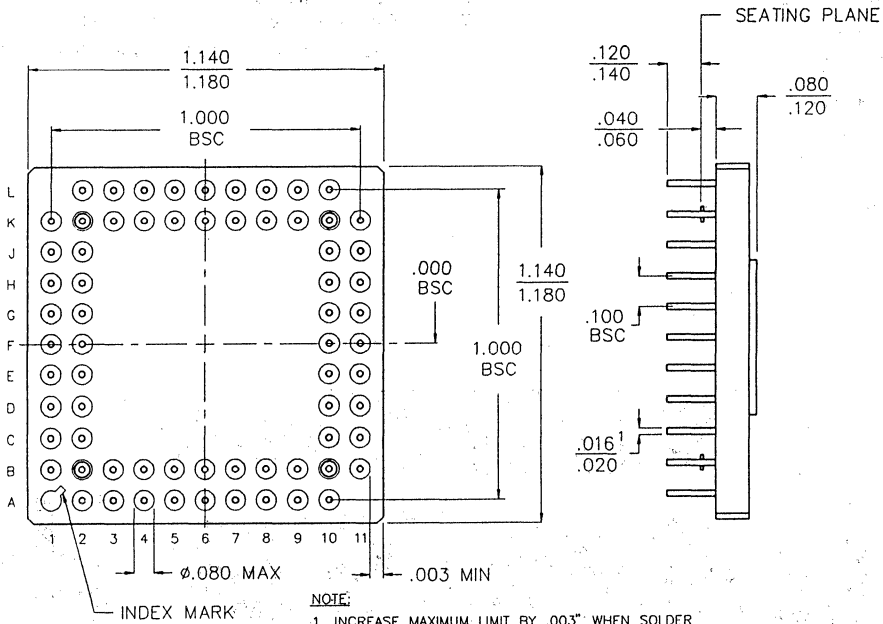 SEATING PLANE
1.140
1.180
.120
.140
.080
.120
1.000
BSC
.040
.060
L
K
J
H
G
F
E
D
C
B
A
.000
BSC
1.140
1.180
1.000
BSC
.100
BSC
.016 1
.020
1 2 3 4 5 6 7 8 9 10 11
ø.080 MAX
.003 MIN
INDEX MARK
NOTE:
1 INCREASE MAXIMUM LIMIT BY .003" WHEN SOLDER